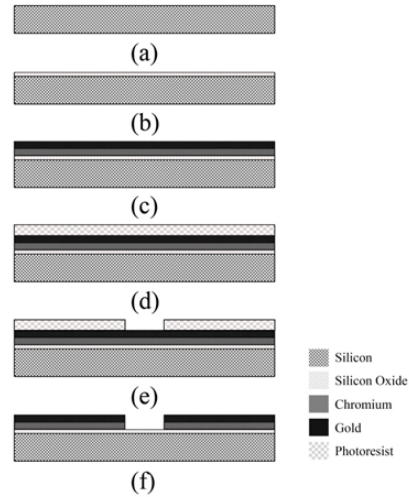 (a)
(b)
(c)
(d)
(e)
(f)
Silicon
Silicon Oxide
Chromium
Gold
Photoresist